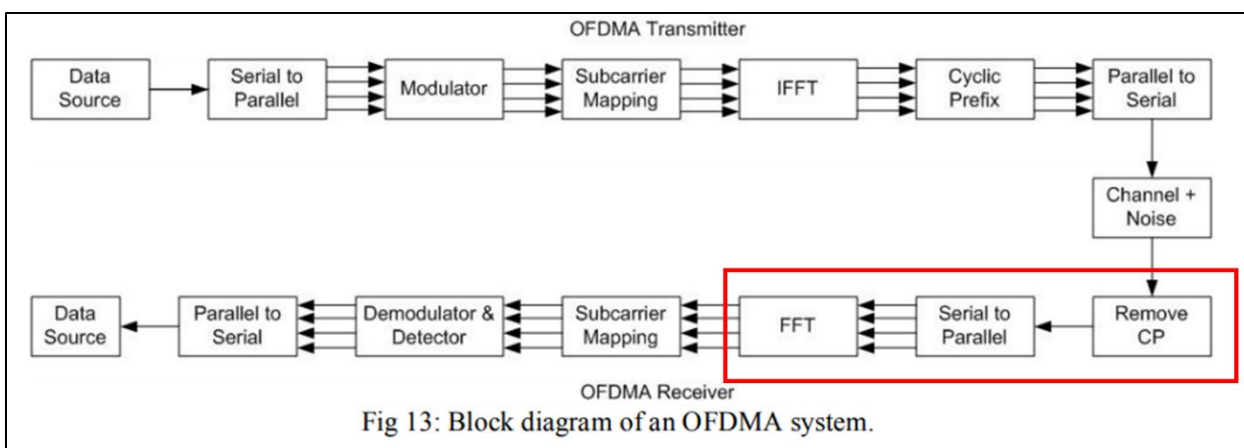 OFDMA Transmitter
Data
Source
Serial to
Parallel
Modulator
Subcarrier
Mapping
IFFT
Cyclic
Prefix
Parallel to
Serial
Channel +
Noise
Data
Source
Parallel to
Serial
Demodulator &
Detector
Subcarrier
Mapping
FFT
Serial to
Parallel
Remove
CP
OFDMA Receiver
Fig 13: Block diagram of an OFDMA system.